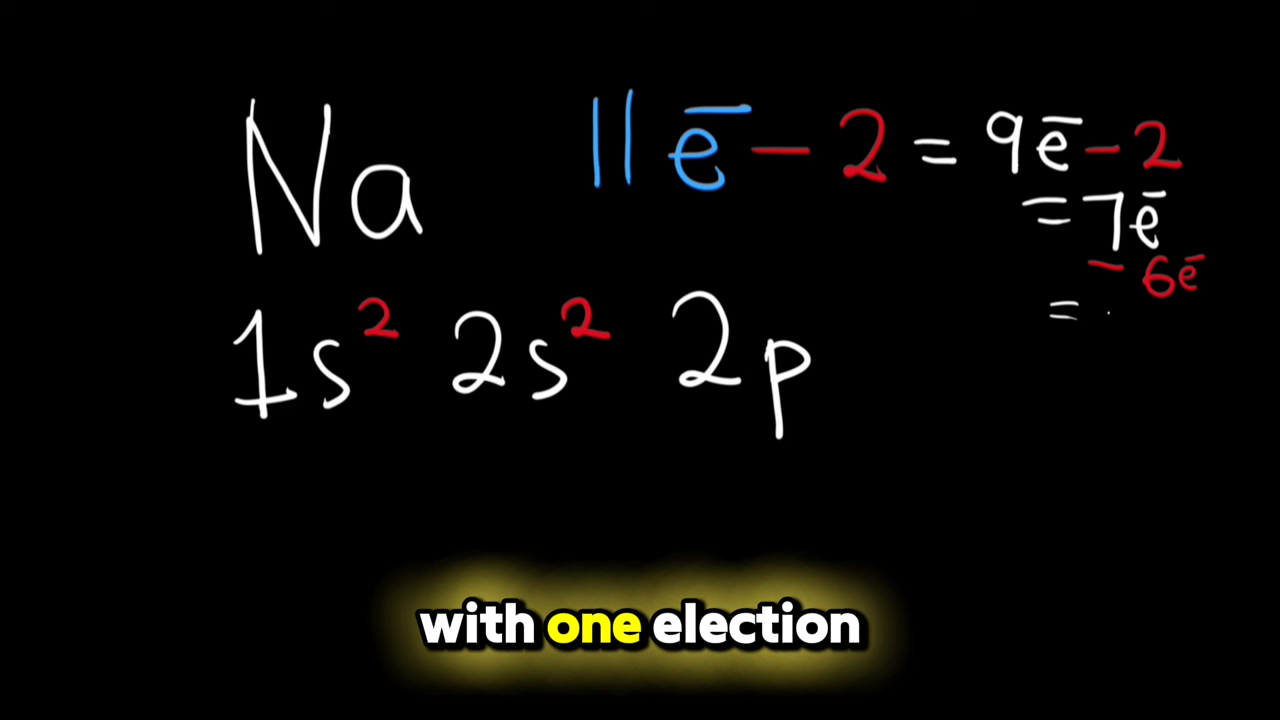 Na 11e̅ - 2 = 9e̅ - 2
= 7e̅
- 6e̅
=
1s² 2s² 2p
with one election